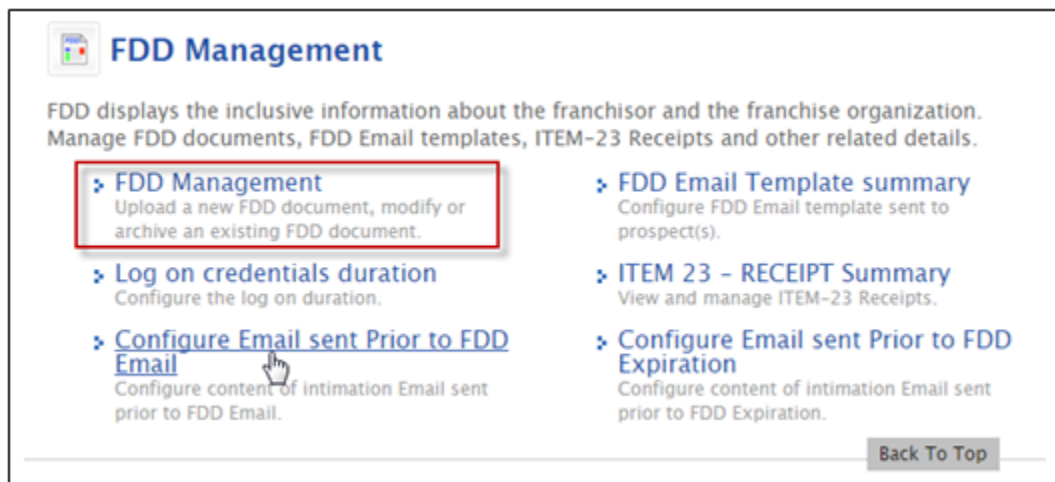 FDD Management
FDD displays the inclusive information about the franchisor and the franchise organization.
Manage FDD documents, FDD Email templates, ITEM-23 Receipts and other related details.
FDD Management
Upload a new FDD document, modify or
archive an existing FDD document.
FDD Email Template summary
Configure FDD Email template sent to
prospect(s).
Log on credentials duration
Configure the log on duration.
ITEM 23 - RECEIPT Summary
View and manage ITEM-23 Receipts.
Configure Email sent Prior to FDD
Email
Configure content of intimation Email sent
prior to FDD Email.
Configure Email sent Prior to FDD
Expiration
Configure content of intimation Email sent
prior to FDD Expiration.
Back To Top